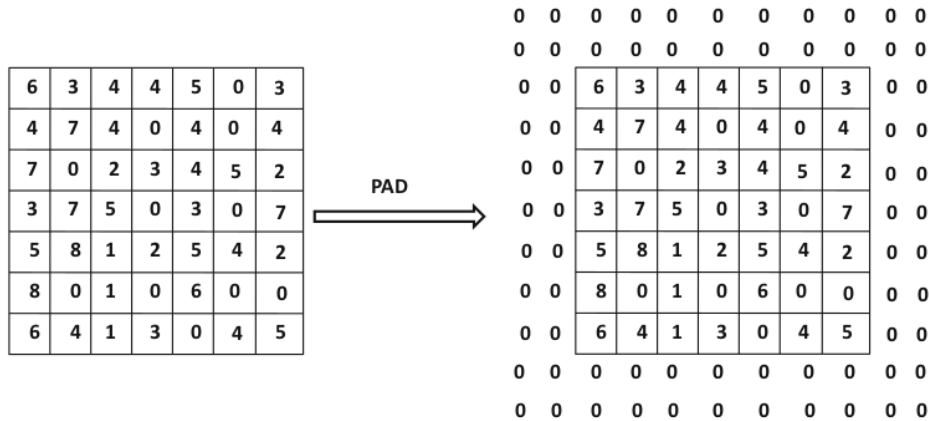 0 0 0 0 0 0 0 0 0 0 0
0 0 0 0 0 0 0 0 0 0 0
6 3 4 4 5 0 3
4 7 4 0 4 0 4
7 0 2 3 4 5 2
3 7 5 0 3 0 7
5 8 1 2 5 4 2
8 0 1 0 6 0 0
6 4 1 3 0 4 5
PAD
0 0 6 3 4 4 5 0 3 0 0
0 0 4 7 4 0 4 0 4 0 0
0 0 7 0 2 3 4 5 2 0 0
0 0 3 7 5 0 3 0 7 0 0
0 0 5 8 1 2 5 4 2 0 0
0 0 8 0 1 0 6 0 0 0 0
0 0 6 4 1 3 0 4 5 0 0
0 0 0 0 0 0 0 0 0 0 0
0 0 0 0 0 0 0 0 0 0 0